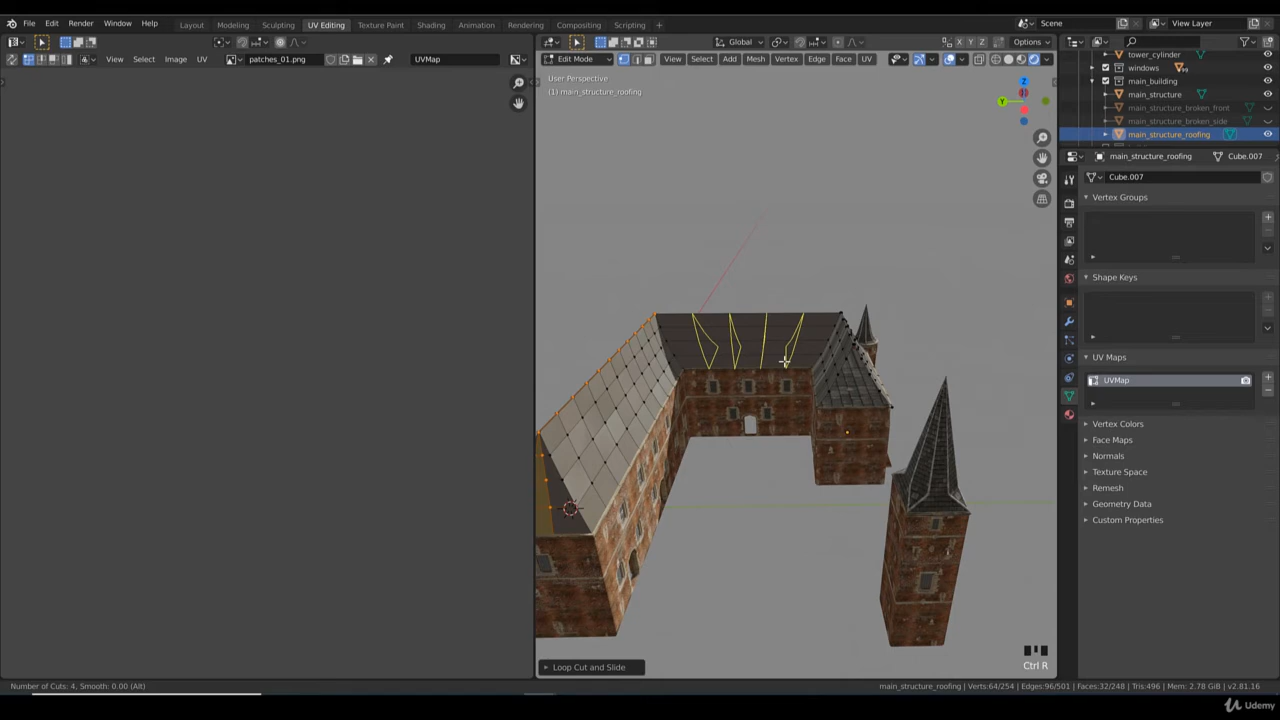 File Edit Render Window Help
Layout Modeling Sculpting UV Editing Texture Paint Shading Animation Rendering Compositing Scripting +
Scene
View Layer
Global
Options
View Select Image UV
patches_01.png
UVMap
Edit Mode
View Select Add Mesh Vertex Edge Face UV
User Perspective
(1) main_structure_roofing
Z
Y
tower_cylinder
windows
main_building
main_structure
main_structure_broken_front
main_structure_broken_side
main_structure_roofing
main_structure_roofing
Cube.007
Cube.007
Vertex Groups
Shape Keys
UV Maps
UVMap
Vertex Colors
Face Maps
Normals
Texture Space
Remesh
Geometry Data
Custom Properties
Loop Cut and Slide
Ctrl R
Number of Cuts: 4, Smooth: 0.00 (Alt)
main_structure_roofing | Verts:64/254 | Edges:96/501 | Faces:32/248 | Tris:496 | Mem: 2.78 GiB | v2.81.16
Udemy